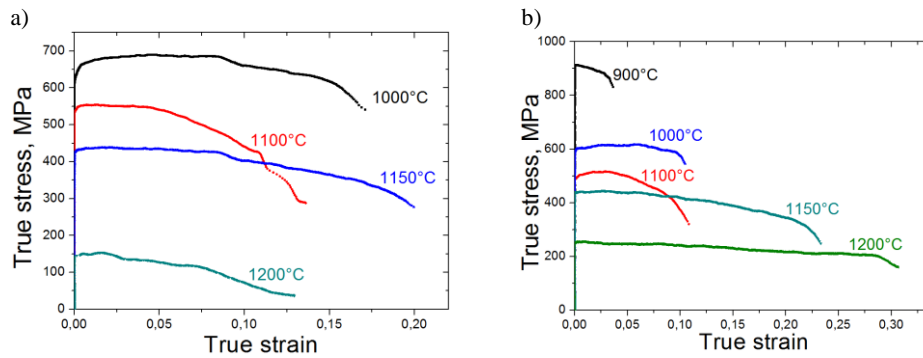 a)
True stress, MPa
700
600
500
400
300
200
100
0
1000°C
1100°C
1150°C
1200°C
0,00
0,05
0,10
0,15
0,20
True strain
b)
True stress, MPa
1000
800
600
400
200
0
900°C
1000°C
1100°C
1150°C
1200°C
0,00
0,05
0,10
0,15
0,20
0,25
0,30
True strain